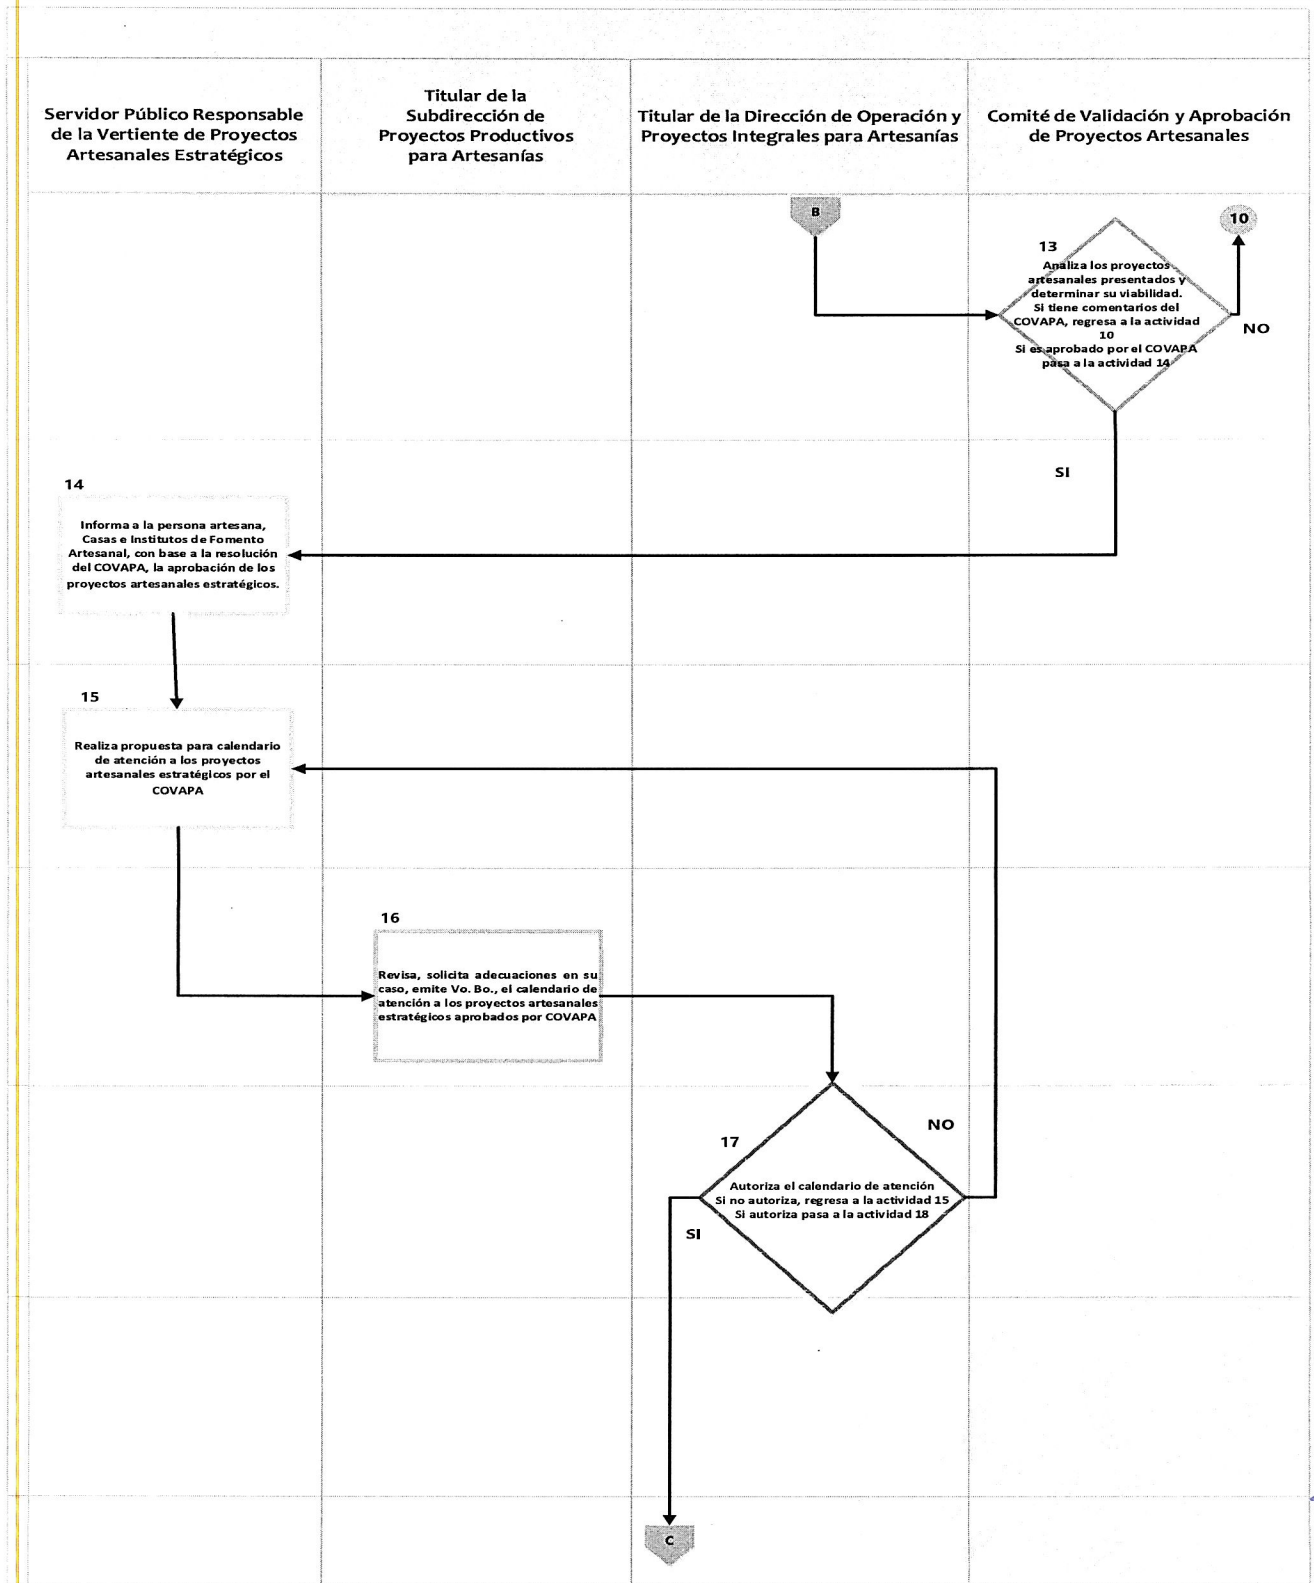 Servidor Público Responsable
de la Vertiente de Proyectos
Artesanales Estratégicos
Titular de la
Subdirección de
Proyectos Productivos
para Artesanías
Titular de la Dirección de Operación y
Proyectos Integrales para Artesanías
Comité de Validación y Aprobación
de Proyectos Artesanales
B
10
13
Analiza los proyectos
artesanales presentados y
determinar su viabilidad.
Si tiene comentarios del
COVAPA, regresa a la actividad
10
Si es aprobado por el COVAPA
pasa a la actividad 14
NO
SI
14
Informa a la persona artesana,
Casas e Institutos de Fomento
Artesanal, con base a la resolución
del COVAPA, la aprobación de los
proyectos artesanales estratégicos.
15
Realiza propuesta para calendario
de atención a los proyectos
artesanales estratégicos por el
COVAPA
16
Revisa, solicita adecuaciones en su
caso, emite Vo. Bo., el calendario de
atención a los proyectos artesanales
estratégicos aprobados por COVAPA
17
NO
Autoriza el calendario de atención
Si no autoriza, regresa a la actividad 15
Si autoriza pasa a la actividad 18
SI
C